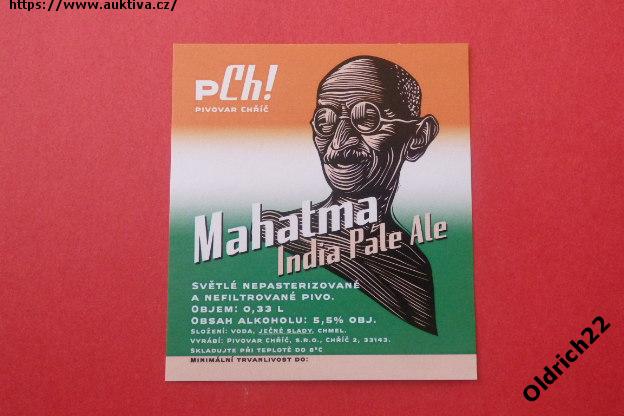 https://www.auktiva.cz/
PCh!
PIVOVAR CHŘÍČ
Mahatma
India Pale Ale
SVĚTLÉ NEPASTERIZOVANÉ
A NEFILTROVANÉ PIVO.
OBJEM: 0,33 L
OBSAH ALKOHOLU: 5,5% OBJ.
SLOŽENÍ: VODA, JEČNÉ SLADY, CHMEL.
VYRÁBÍ: PIVOVAR CHŘÍČ, S.R.O., CHŘÍČ 2, 33143.
SKLADUJTE PŘI TEPLOTĚ DO 8°C
MINIMÁLNÍ TRVANLIVOST DO:
Oldrich22